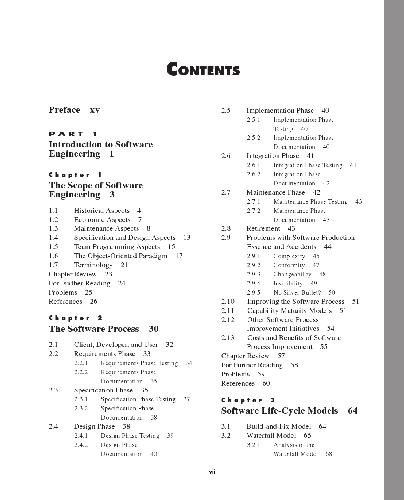 CONTENTS
Preface xv
PART 1
Introduction to Software
Engineering 1
Chapter 1
The Scope of Software
Engineering 3
1.1 Historical Aspects 4
1.2 Economic Aspects 7
1.3 Maintenance Aspects 8
1.4 Specification and Design Aspects 13
1.5 Team Programming Aspects 15
1.6 The Object-Oriented Paradigm 17
1.7 Terminology 21
Chapter Review 23
For Further Reading 24
Problems 25
References 26
Chapter 2
The Software Process 30
2.1 Client, Developer, and User 32
2.2 Requirements Phase 33
2.2.1 Requirements Phase Testing
2.2.2 Requirements Phase
Documentation 35
2.3 Specification Phase 35
2.3.1 Specification Phase Testing 37
2.3.2 Specification Phase
Documentation 38
2.4 Design Phase 38
2.4.1 Design Phase Testing 39
2.4.2 Design Phase
Documentation 40
2.5 Implementation Phase 40
2.5.1 Implementation Phase
Testing 40
2.5.2 Implementation Phase
Documentation 40
2.6 Integration Phase 41
2.6.1 Integration Phase Testing 41
2.6.2 Integration Phase
Documentation 42
2.7 Maintenance Phase 42
2.7.1 Maintenance Phase Testing 43
2.7.2 Maintenance Phase
Documentation 43
2.8 Retirement 43
2.9 Problems with Software Production:
Essence and Accidents 44
2.9.1 Complexity 45
2.9.2 Conformity 47
2.9.3 Changeability 48
2.9.4 Invisibility 49
2.9.5 No Silver Bullet? 50
2.10 Improving the Software Process 51
2.11 Capability Maturity Models 51
2.12 Other Software Process
Improvement Initiatives 54
2.13 Costs and Benefits of Software
Process Improvement 55
Chapter Review 57
For Further Reading 58
Problems 59
References 60
Chapter 3
Software Life-Cycle Models 64
3.1 Build-and-Fix Model 64
3.2 Waterfall Model 65
3.2.1 Analysis of the
Waterfall Model 68
vii